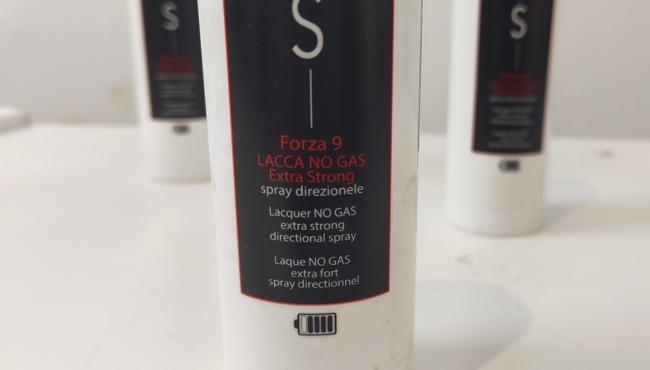 S
Forza 9
LACCA NO GAS
Extra Strong
spray direzionele
Lacquer NO GAS
extra strong
directional spray
Laque NO GAS
extra fort
spray directionnel